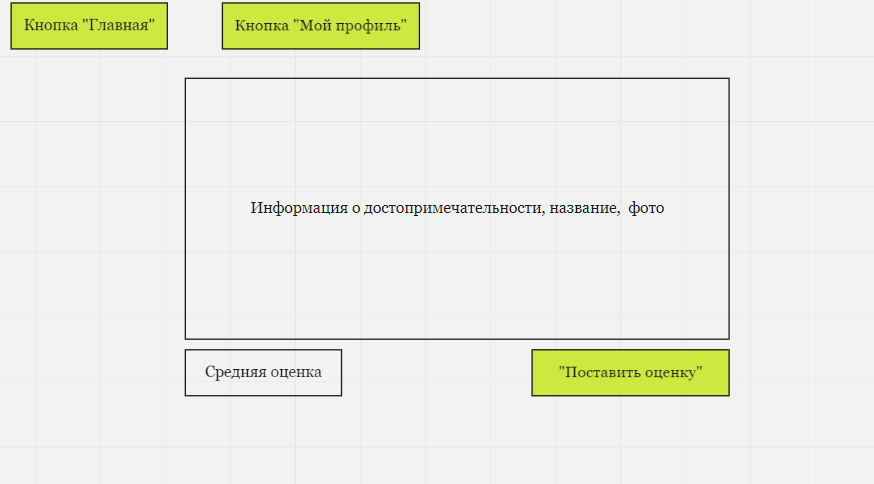 Кнопка "Главная"
Кнопка "Мой профиль"
Информация о достопримечательности, название, фото
Средняя оценка
"Поставить оценку"